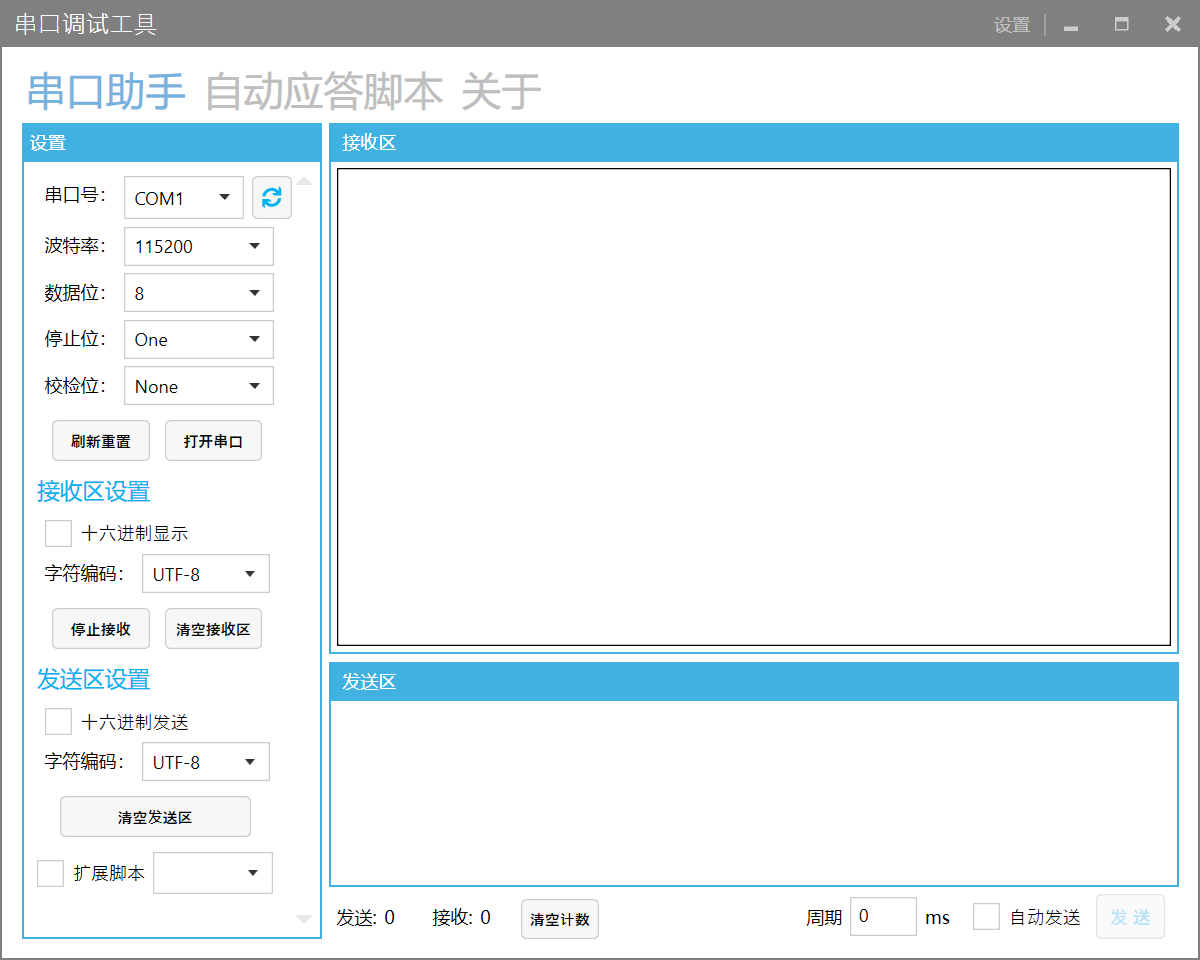 串口调试工具
设置
串口助手 自动应答脚本 关于
设置
串口号： COM1
波特率： 115200
数据位： 8
停止位： One
校检位： None
刷新重置 打开串口
接收区设置
十六进制显示
字符编码： UTF-8
停止接收 清空接收区
发送区设置
十六进制发送
字符编码： UTF-8
清空发送区
扩展脚本
接收区
发送区
发送: 0 接收: 0 清空计数 周期 0 ms 自动发送 发 送